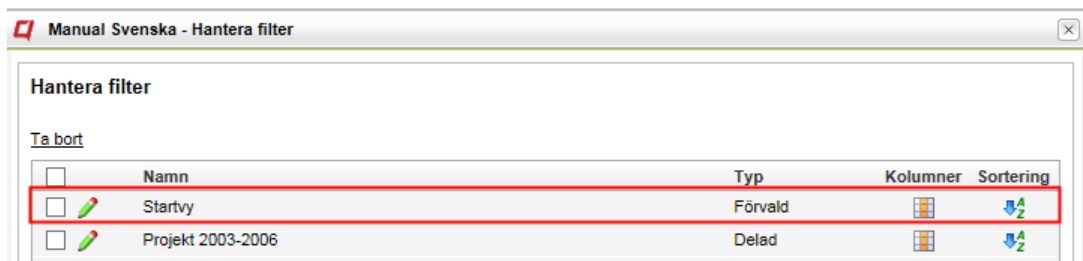 Manual Svenska - Hantera filter
Hantera filter
Ta bort
Namn Typ Kolumner Sortering
Startvy Förvald
Projekt 2003-2006 Delad